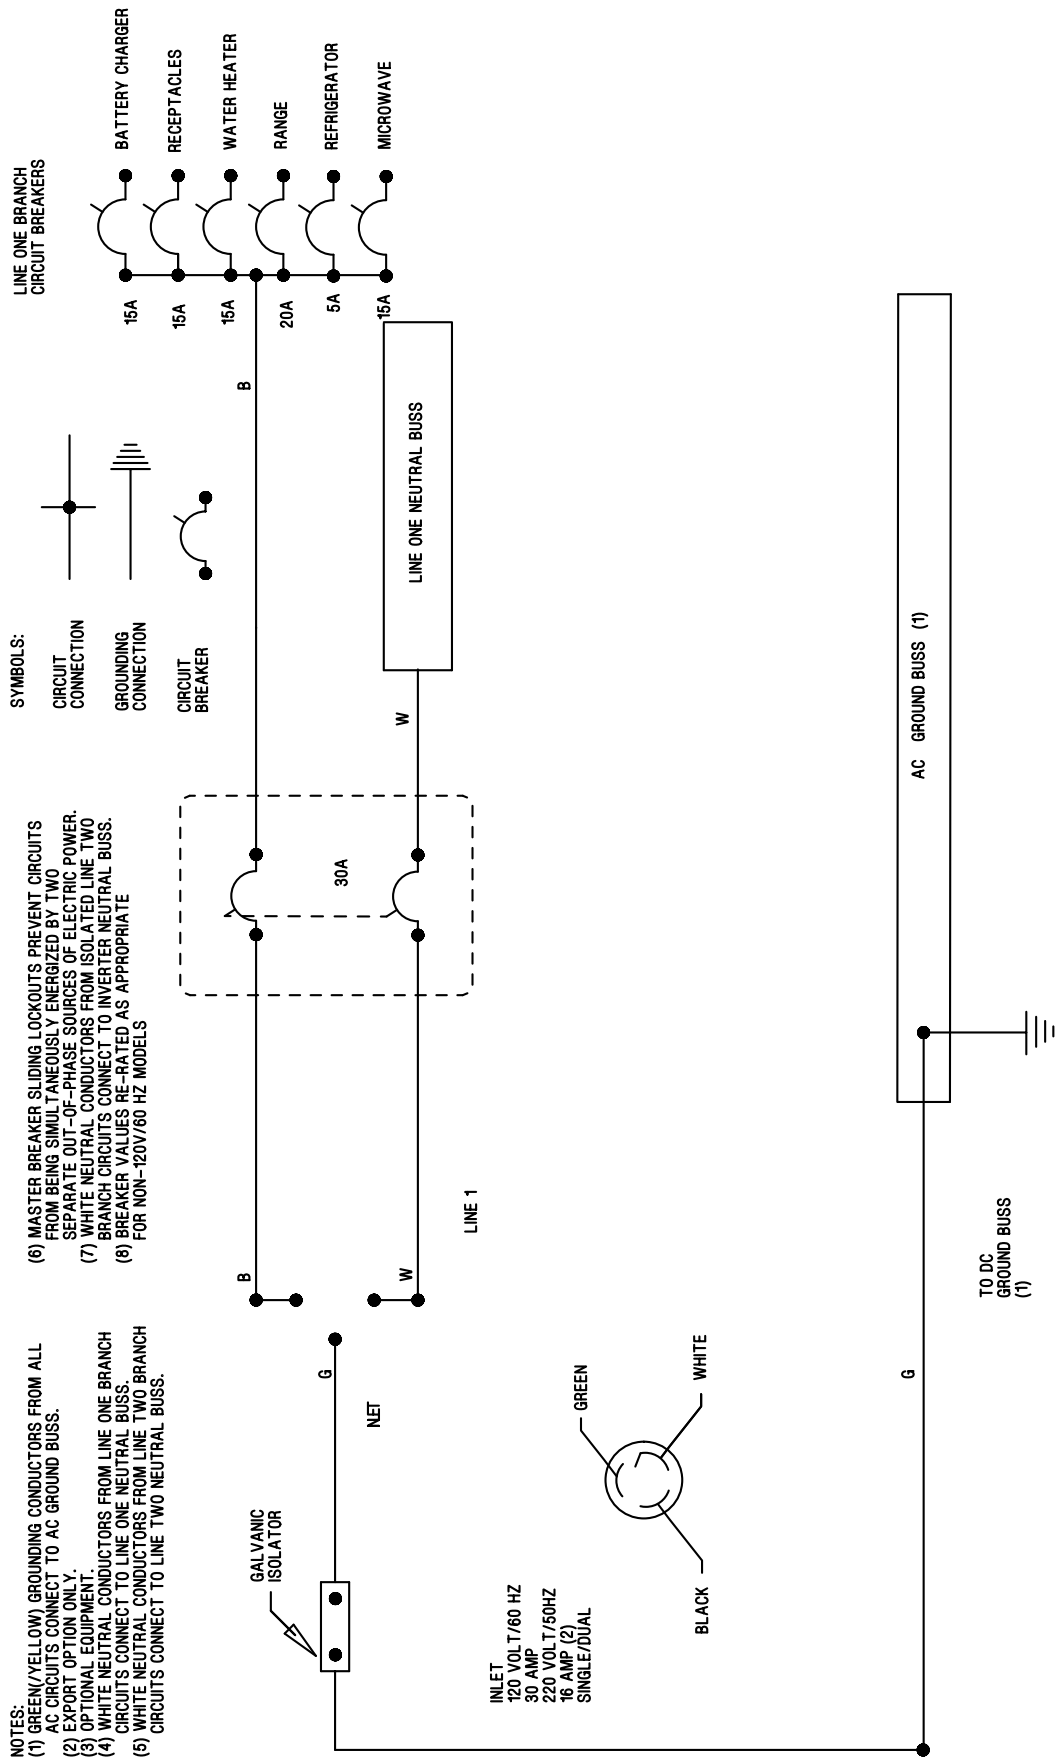 NOTES:
(1) GREEN(/YELLOW) GROUNDING CONDUCTORS FROM ALL
AC CIRCUITS CONNECT TO AC GROUND BUSS.
(2) EXPORT OPTION ONLY.
(3) OPTIONAL EQUIPMENT.
(4) WHITE NEUTRAL CONDUCTORS FROM LINE ONE BRANCH
CIRCUITS CONNECT TO LINE ONE NEUTRAL BUSS.
(5) WHITE NEUTRAL CONDUCTORS FROM LINE TWO BRANCH
CIRCUITS CONNECT TO LINE TWO NEUTRAL BUSS.
(6) MASTER BREAKER SLIDING LOCKOUTS PREVENT CIRCUITS
FROM BEING SIMULTANEOUSLY ENERGIZED BY TWO
SEPARATE OUT-OF-PHASE SOURCES OF ELECTRIC POWER.
(7) WHITE NEUTRAL CONDUCTORS FROM ISOLATED LINE TWO
BRANCH CIRCUITS CONNECT TO INVERTER NEUTRAL BUSS.
(8) BREAKER VALUES RE-RATED AS APPROPRIATE
FOR NON-120V/60 HZ MODELS
SYMBOLS:
CIRCUIT
CONNECTION
GROUNDING
CONNECTION
CIRCUIT
BREAKER
LINE ONE BRANCH
CIRCUIT BREAKERS
15A
BATTERY CHARGER
15A
RECEPTACLES
15A
WATER HEATER
20A
RANGE
5A
REFRIGERATOR
15A
MICROWAVE
B
B
30A
W
W
LINE ONE NEUTRAL BUSS
LINE 1
GALVANIC
ISOLATOR
G
NET
INLET
120 VOLT/60 HZ
30 AMP
220 VOLT/50HZ
16 AMP (2)
SINGLE/DUAL
GREEN
WHITE
BLACK
G
AC GROUND BUSS (1)
TO DC
GROUND BUSS
(1)